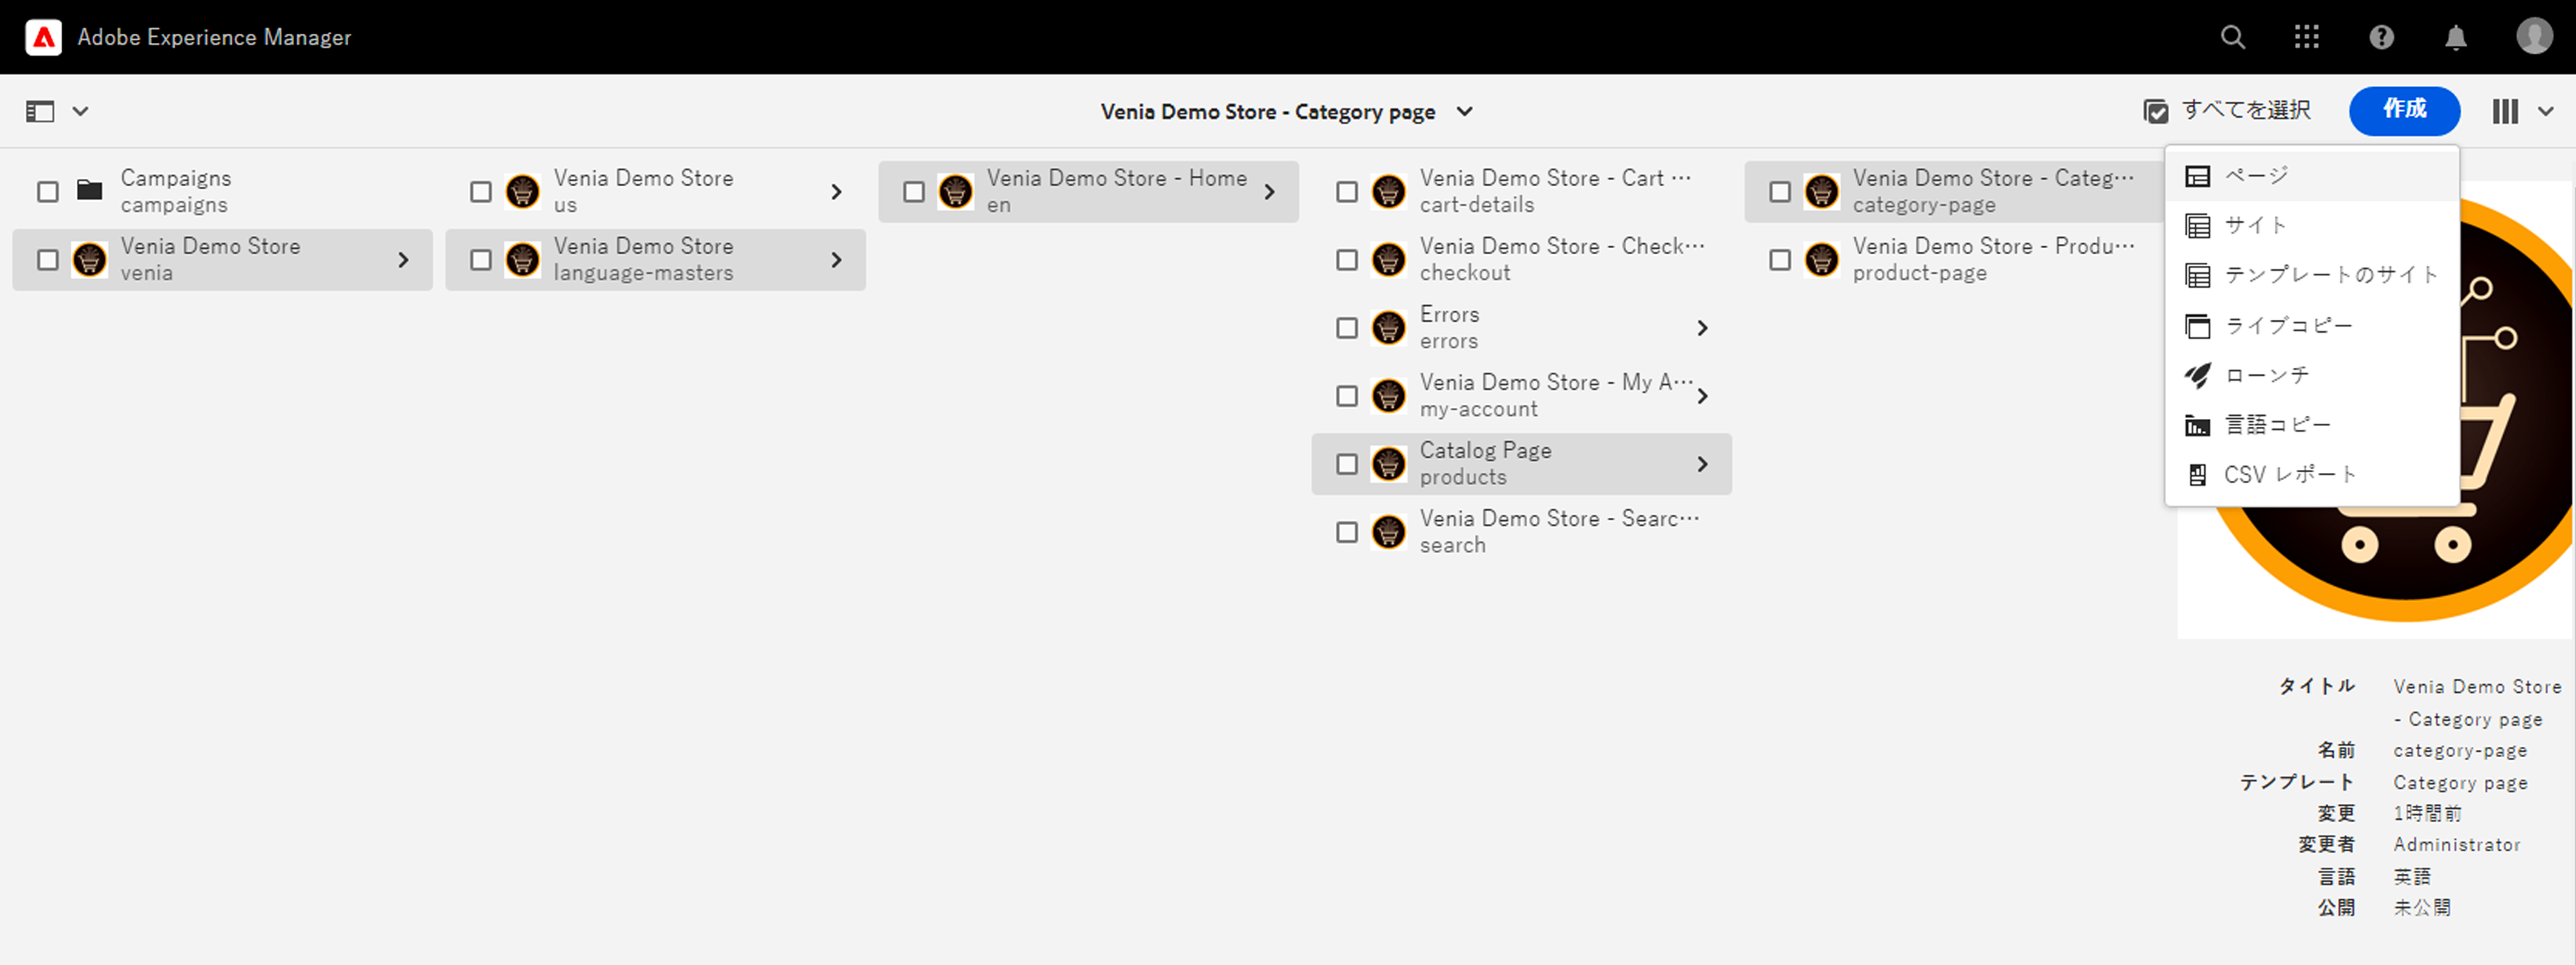 Adobe Experience Manager
Venia Demo Store - Category page
すべてを選択
作成
Campaigns
campaigns
Venia Demo Store
venia
Venia Demo Store
us
Venia Demo Store
language-masters
Venia Demo Store - Home
en
Venia Demo Store - Cart ···
cart-details
Venia Demo Store - Check···
checkout
Errors
errors
Venia Demo Store - My A···
my-account
Catalog Page
products
Venia Demo Store - Searc···
search
Venia Demo Store - Categ···
category-page
Venia Demo Store - Produ···
product-page
ページ
サイト
テンプレートのサイト
ライブコピー
ローンチ
言語コピー
CSV レポート
タイトル Venia Demo Store
- Category page
名前 category-page
テンプレート Category page
変更 1時間前
変更者 Administrator
言語 英語
公開 未公開